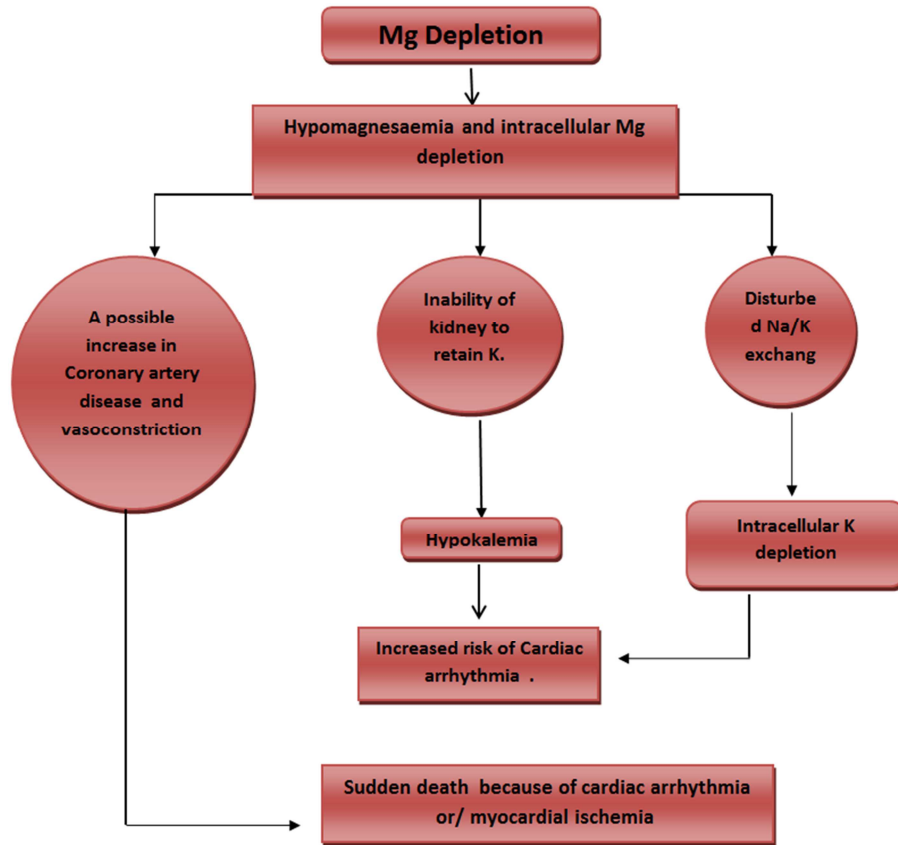 Mg Depletion
Hypomagnesaemia and intracellular Mg
depletion
A possible
increase in
Coronary artery
disease and
vasoconstriction
Inability of
kidney to
retain K.
Disturbe
d Na/K
exchang
Hypokalemia
Intracellular K
depletion
Increased risk of Cardiac
arrhythmia .
Sudden death because of cardiac arrhythmia
or/ myocardial ischemia